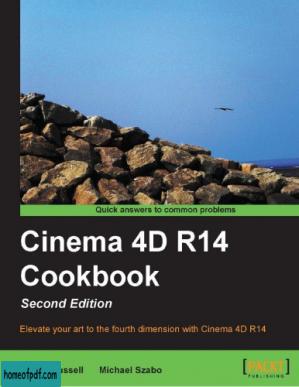 Quick answers to common problems
Cinema 4D R14
Cookbook
Second Edition
Elevate your art to the fourth dimension with Cinema 4D R14
ussell Michael Szabo
homeofpdf.com
[PACKT]
PUBLISHING